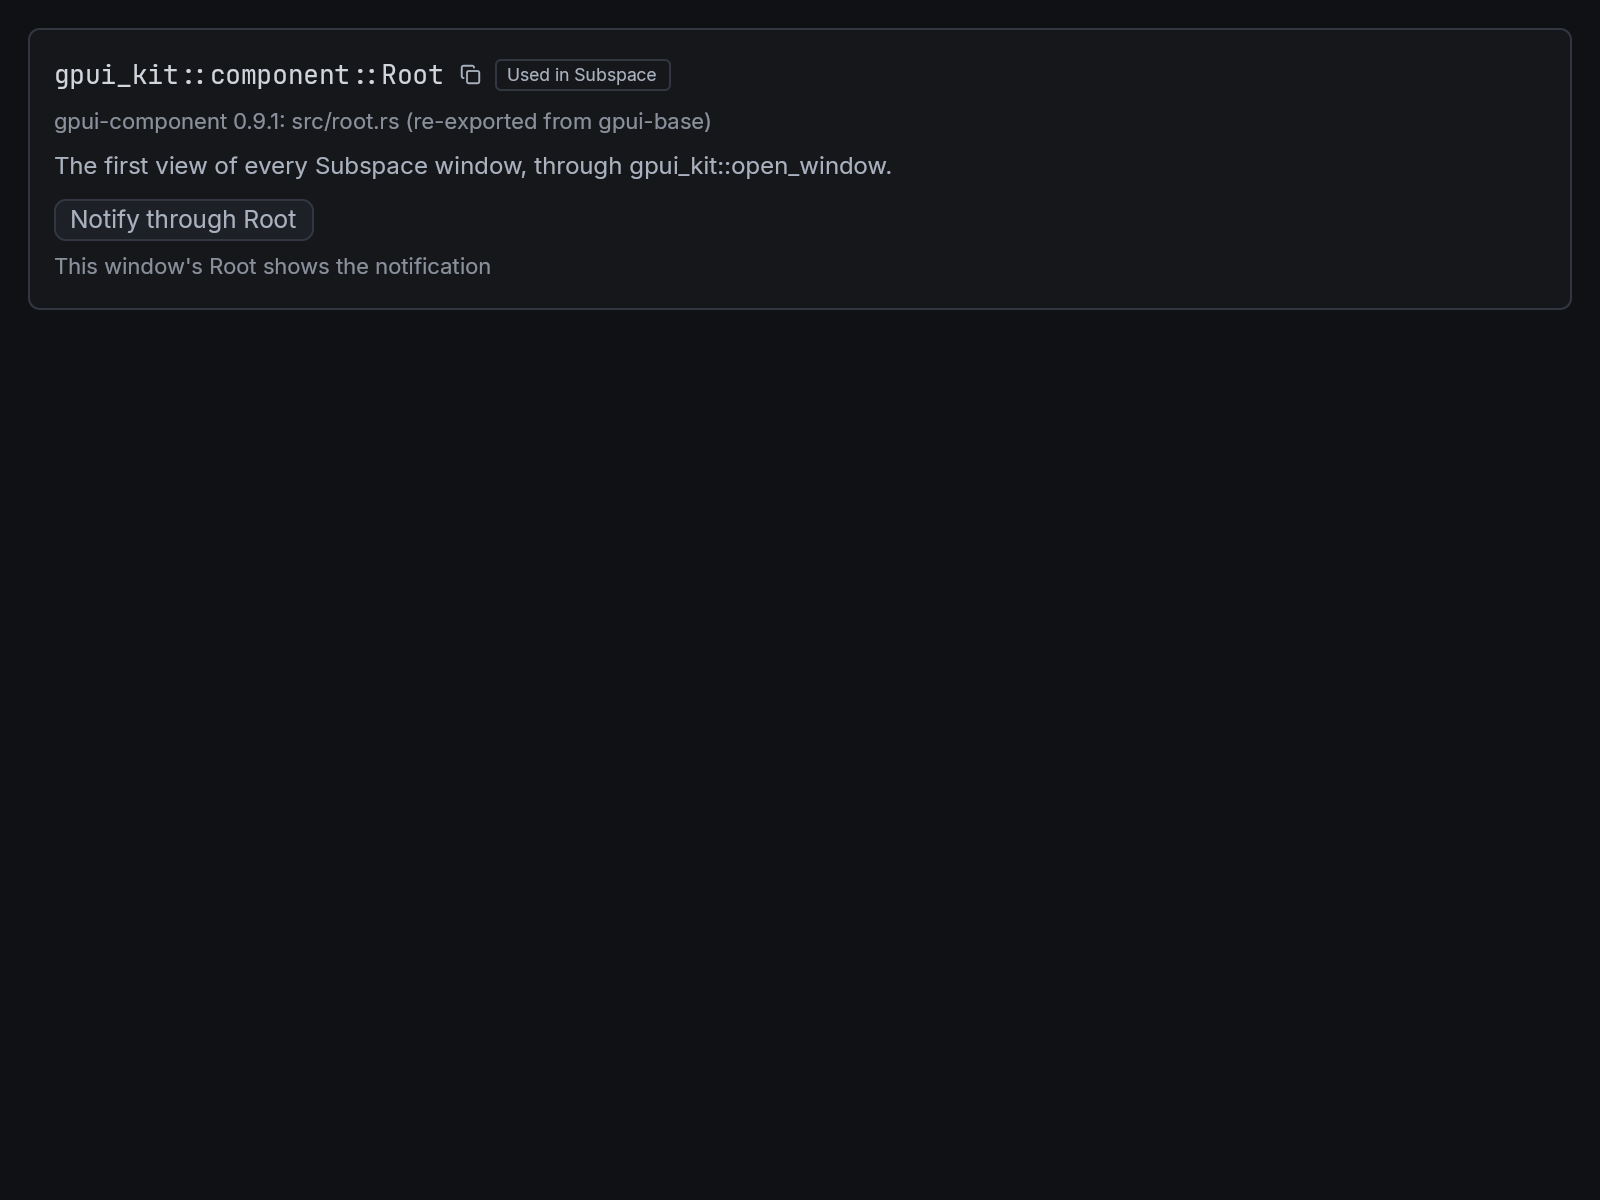 gpui_kit::component::Root Used in Subspace
gpui-component 0.9.1: src/root.rs (re-exported from gpui-base)
The first view of every Subspace window, through gpui_kit::open_window.
Notify through Root
This window's Root shows the notification